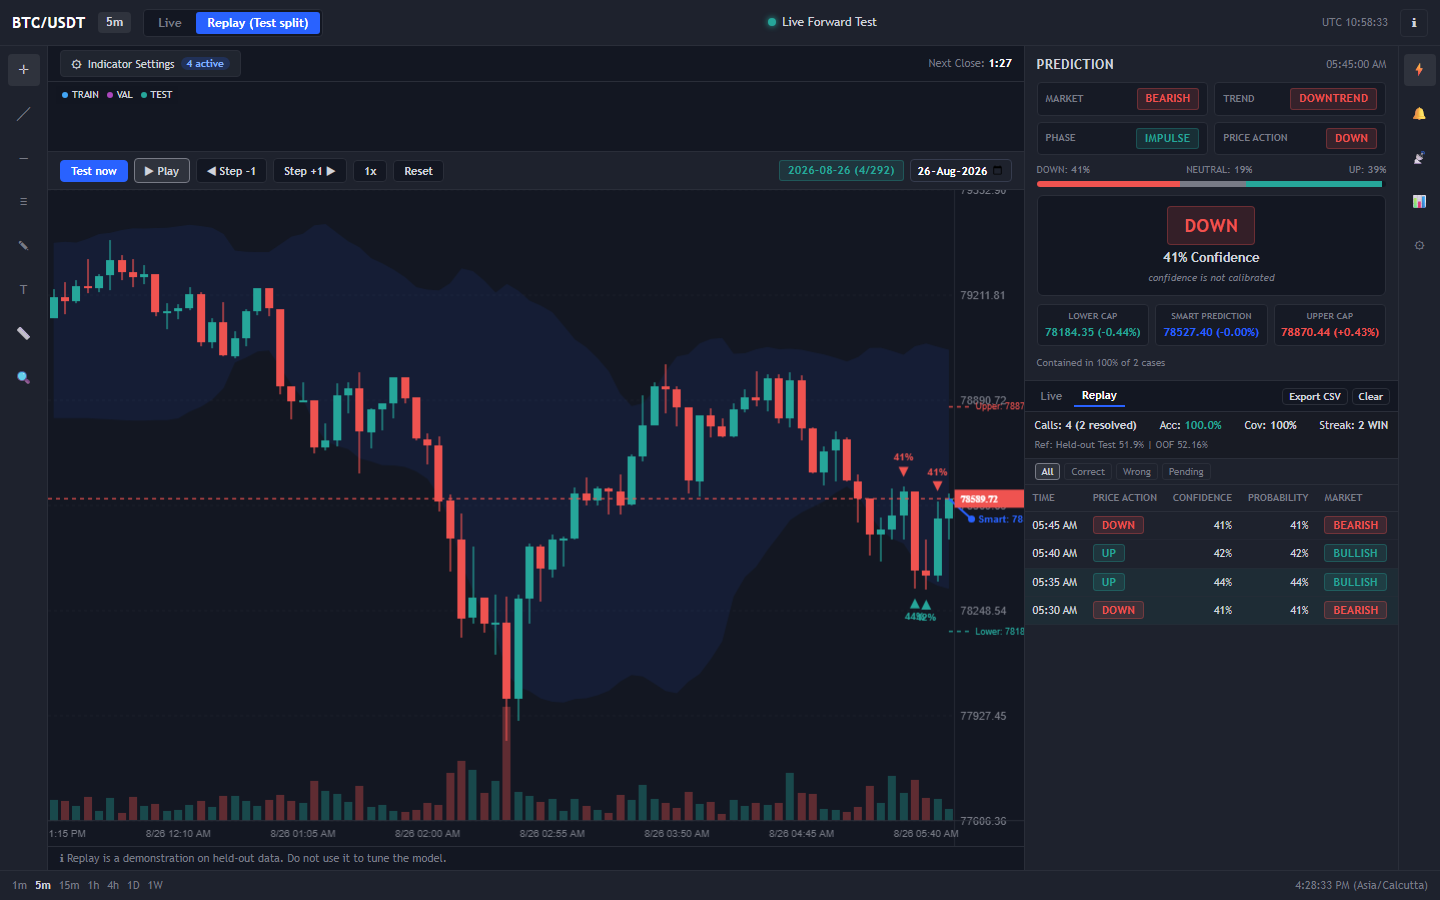 BTC/USDT 5m Live Replay (Test split) Live Forward Test UTC 10:58:33 i
Indicator Settings 4 active Next Close: 1:27
TRAIN VAL TEST
Test now ▶ Play ◀ Step -1 Step +1 ▶ 1x Reset 2026-08-26 (4/292) 26-Aug-2026
79211.81
78890.72
Upper: 7887
41%
41%
78589.72
Smart: 78
44%
42%
78248.54
Lower: 7818
77927.45
77606.36
1:15 PM 8/26 12:10 AM 8/26 01:05 AM 8/26 02:00 AM 8/26 02:55 AM 8/26 03:50 AM 8/26 04:45 AM 8/26 05:40 AM
i Replay is a demonstration on held-out data. Do not use it to tune the model.
PREDICTION 05:45:00 AM
MARKET BEARISH TREND DOWNTREND
PHASE IMPULSE PRICE ACTION DOWN
DOWN: 41% NEUTRAL: 19% UP: 39%
DOWN
41% Confidence
confidence is not calibrated
LOWER CAP SMART PREDICTION UPPER CAP
78184.35 (-0.44%) 78527.40 (-0.00%) 78870.44 (+0.43%)
Contained in 100% of 2 cases
Live Replay Export CSV Clear
Calls: 4 (2 resolved) Acc: 100.0% Cov: 100% Streak: 2 WIN
Ref: Held-out Test 51.9% | OOF 52.16%
All Correct Wrong Pending
TIME PRICE ACTION CONFIDENCE PROBABILITY MARKET
05:45 AM DOWN 41% 41% BEARISH
05:40 AM UP 42% 42% BULLISH
05:35 AM UP 44% 44% BULLISH
05:30 AM DOWN 41% 41% BEARISH
1m 5m 15m 1h 4h 1D 1W 4:28:33 PM (Asia/Calcutta)